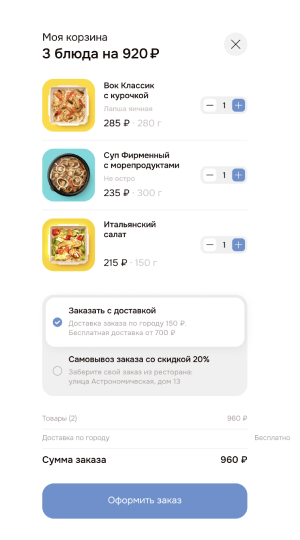 Моя корзина
3 блюда на 920 ₽
Вок Классик
с курочкой
Лапша яичная
285 ₽ · 280 г
1
Суп Фирменный
с морепродуктами
Не остро
235 ₽ · 300 г
1
Итальянский
салат
215 ₽ · 150 г
1
Заказать с доставкой
Доставка заказа по городу 150 ₽.
Бесплатная доставка от 700 ₽
Самовывоз заказа со скидкой 20%
Заберите свой заказ из ресторана:
улица Астрономическая, дом 13
Товары (2) 960 ₽
Доставка по городу Бесплатно
Сумма заказа 960 ₽
Оформить заказ